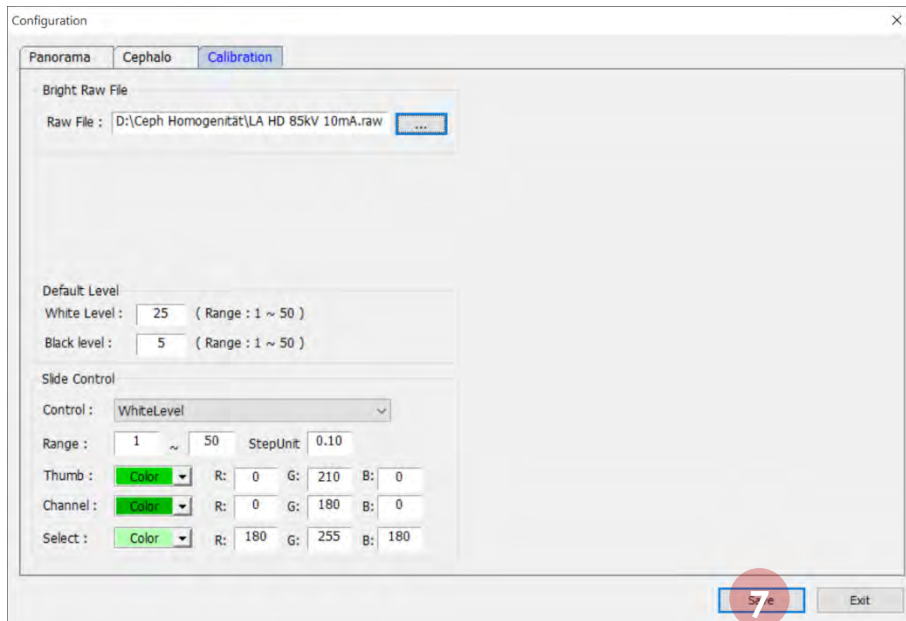 Configuration
Panorama Cephalo Calibration
Bright Raw File
Raw File : D:\Ceph Homogenität\LA HD 85kV 10mA.raw ...
Default Level
White Level : 25 ( Range : 1 ~ 50 )
Black level : 5 ( Range : 1 ~ 50 )
Slide Control
Control : WhiteLevel
Range : 1 ~ 50 StepUnit 0.10
Thumb : Color R: 0 G: 210 B: 0
Channel : Color R: 0 G: 180 B: 0
Select : Color R: 180 G: 255 B: 180
Save Exit
7